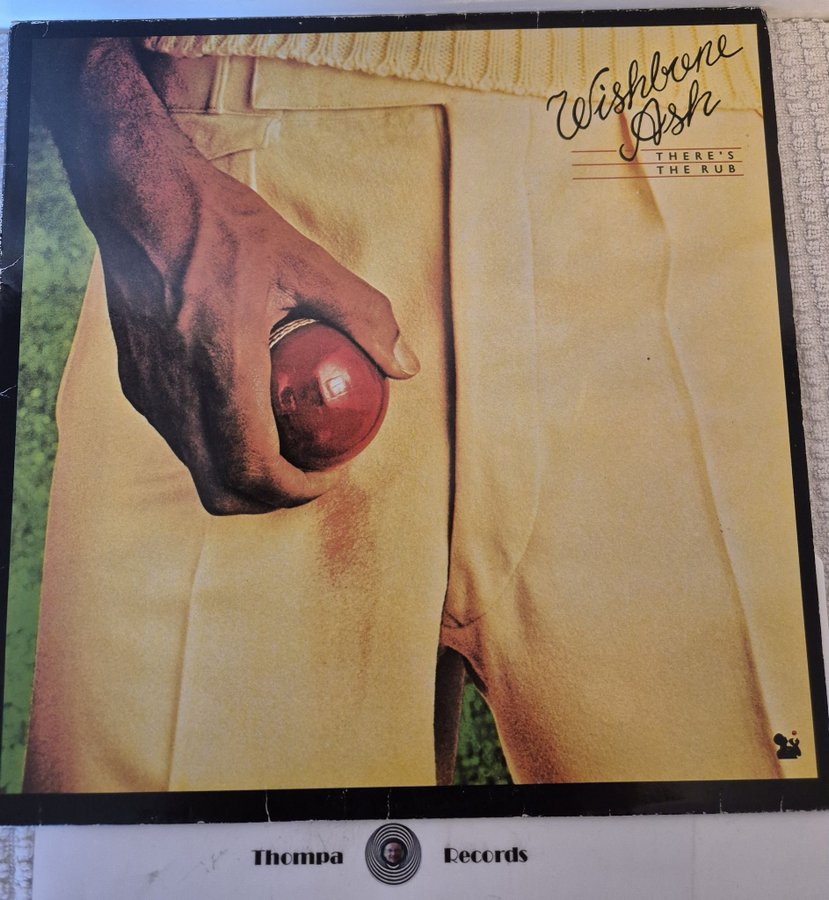 Wishbone
Ash
THERE'S
THE RUB
Thompa Records